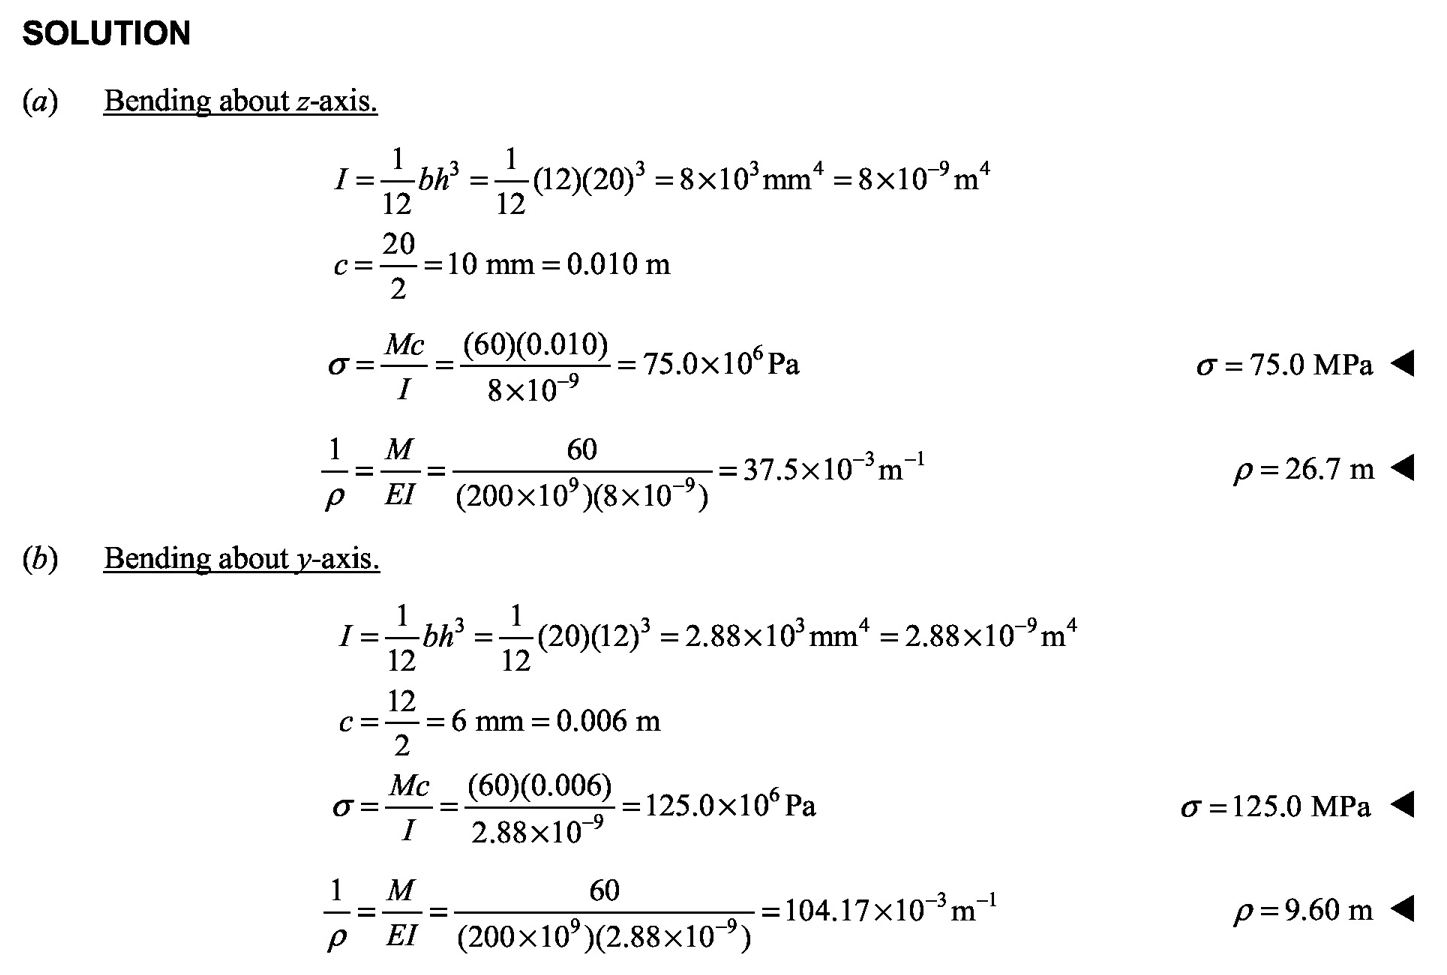 SOLUTION
(a) Bending about z-axis.
I = 1/12 bh³ = 1/12 (12)(20)³ = 8×10³ mm⁴ = 8×10⁻⁹ m⁴
c = 20/2 = 10 mm = 0.010 m
σ = Mc/I = (60)(0.010)/8×10⁻⁹ = 75.0×10⁶ Pa σ = 75.0 MPa ◀
1/ρ = M/EI = 60/(200×10⁹)(8×10⁻⁹) = 37.5×10⁻³ m⁻¹ ρ = 26.7 m ◀
(b) Bending about y-axis.
I = 1/12 bh³ = 1/12 (20)(12)³ = 2.88×10³ mm⁴ = 2.88×10⁻⁹ m⁴
c = 12/2 = 6 mm = 0.006 m
σ = Mc/I = (60)(0.006)/2.88×10⁻⁹ = 125.0×10⁶ Pa σ = 125.0 MPa ◀
1/ρ = M/EI = 60/(200×10⁹)(2.88×10⁻⁹) = 104.17×10⁻³ m⁻¹ ρ = 9.60 m ◀